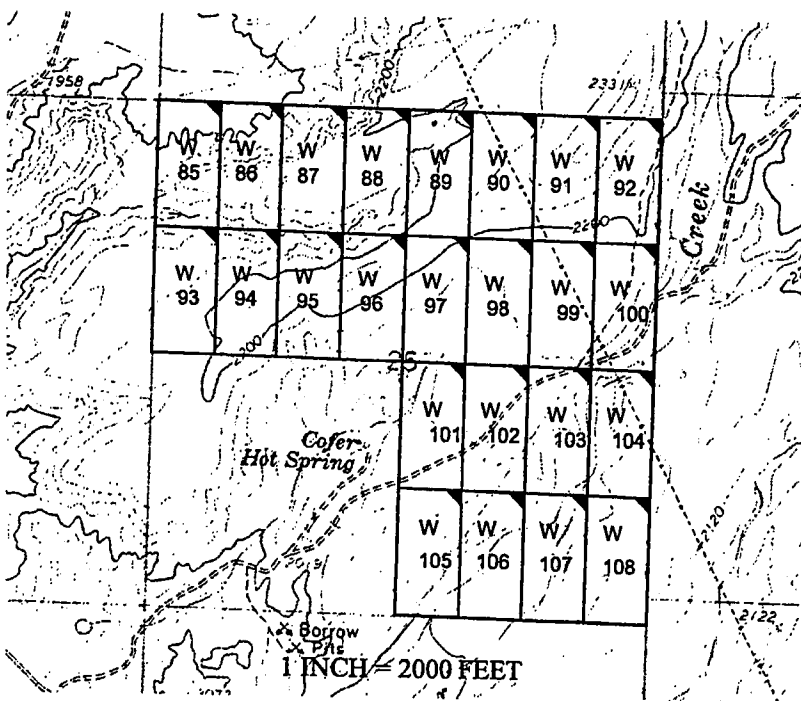 1958
2200
2331
W 85
W 86
W 87
W 88
W 89
W 90
W 91
W 92
Creek
2200
W 93
W 94
W 95
W 96
W 97
W 98
W 99
W 100
2200
26
W 101
W 102
W 103
W 104
Cofer
Hot Spring
2120
W 105
W 106
W 107
W 108
2122
Borrow
Pits
1 INCH = 2000 FEET